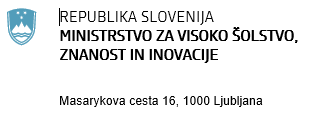 REPUBLIKA SLOVENIJA
MINISTRSTVO ZA VISOKO ŠOLSTVO,
ZNANOST IN INOVACIJE
Masarykova cesta 16, 1000 Ljubljana